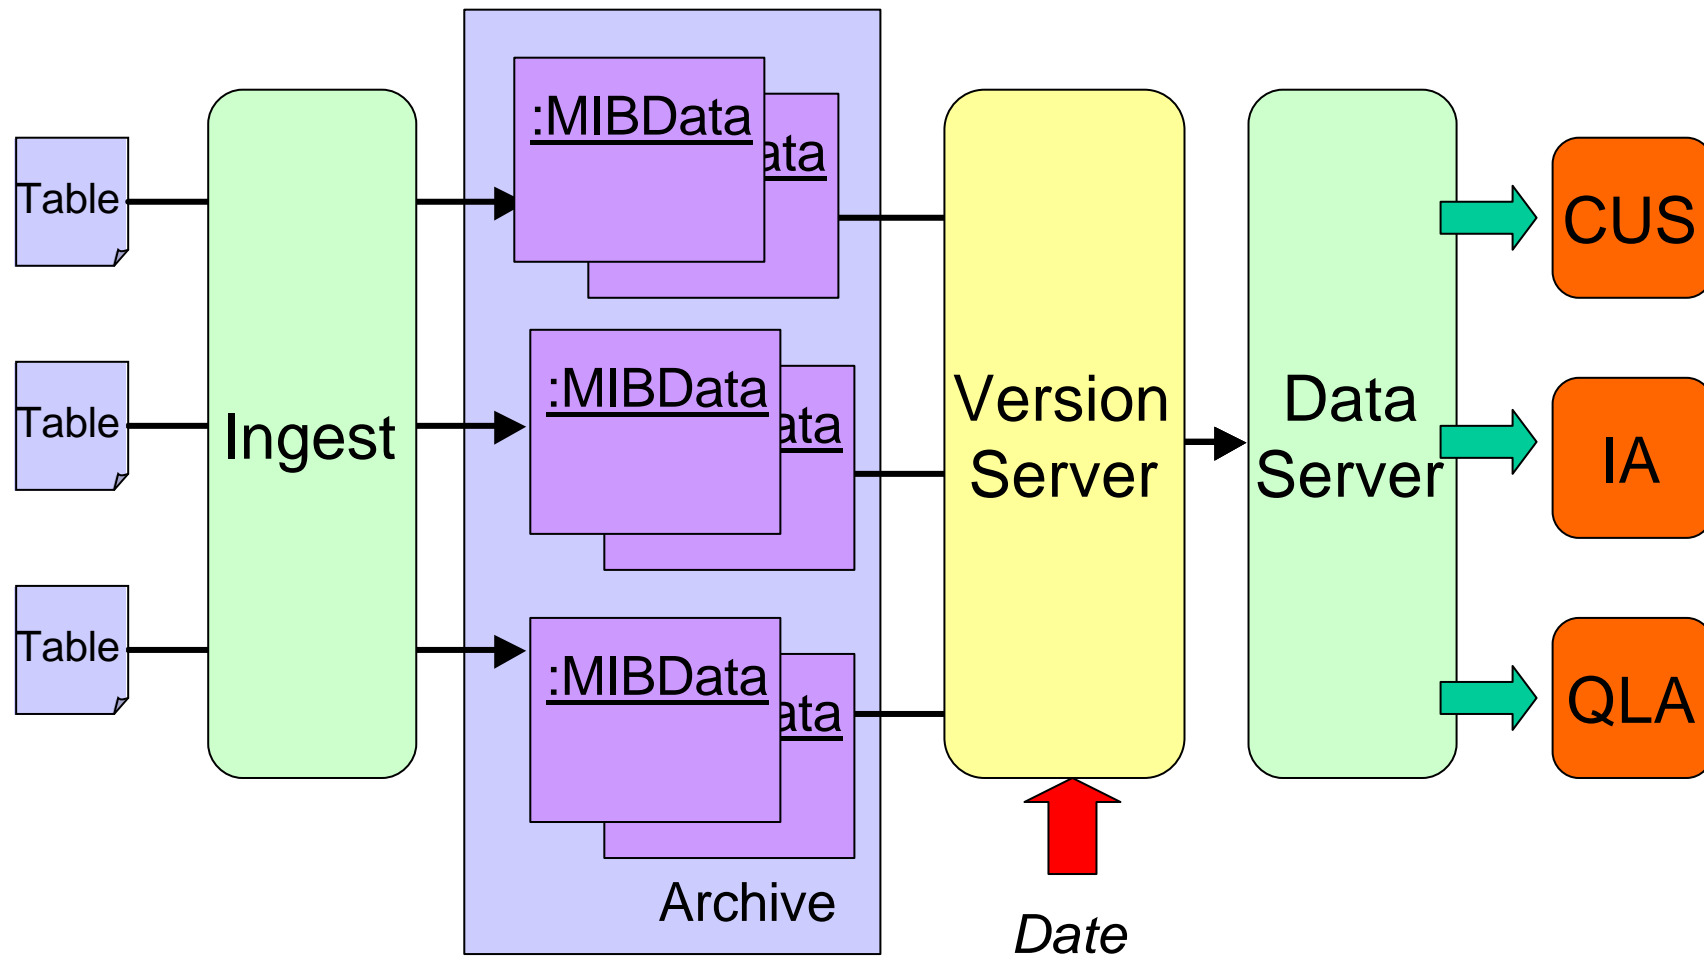 Table
Table
Table
Ingest
:MIBData
ata
:MIBData
ata
:MIBData
ata
Archive
Version
Server
Date
Data
Server
CUS
IA
QLA